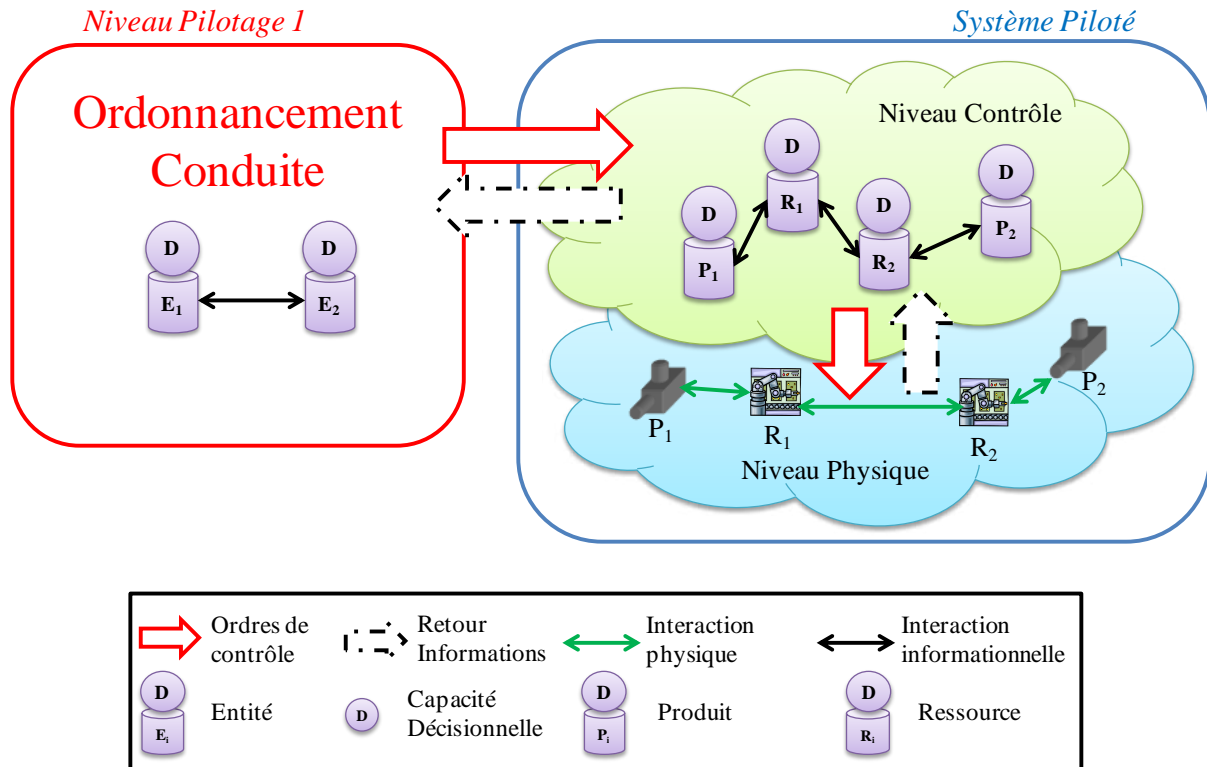 Niveau Pilotage 1
Système Piloté
Ordonnancement
Conduite
D
E1
D
E2
Niveau Contrôle
D
P1
D
R1
D
R2
D
P2
P1
R1
R2
P2
Niveau Physique
Ordres de
contrôle
Retour
Informations
Interaction
physique
Interaction
informationnelle
D
Ei
Entité
D
Capacité
Décisionnelle
D
Pi
Produit
D
Ri
Ressource